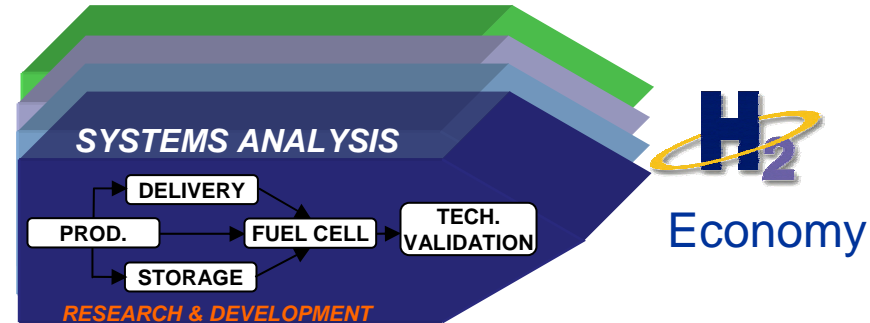 SYSTEMS ANALYSIS
DELIVERY
PROD.
FUEL CELL
TECH.
VALIDATION
STORAGE
RESEARCH & DEVELOPMENT
H2
Economy